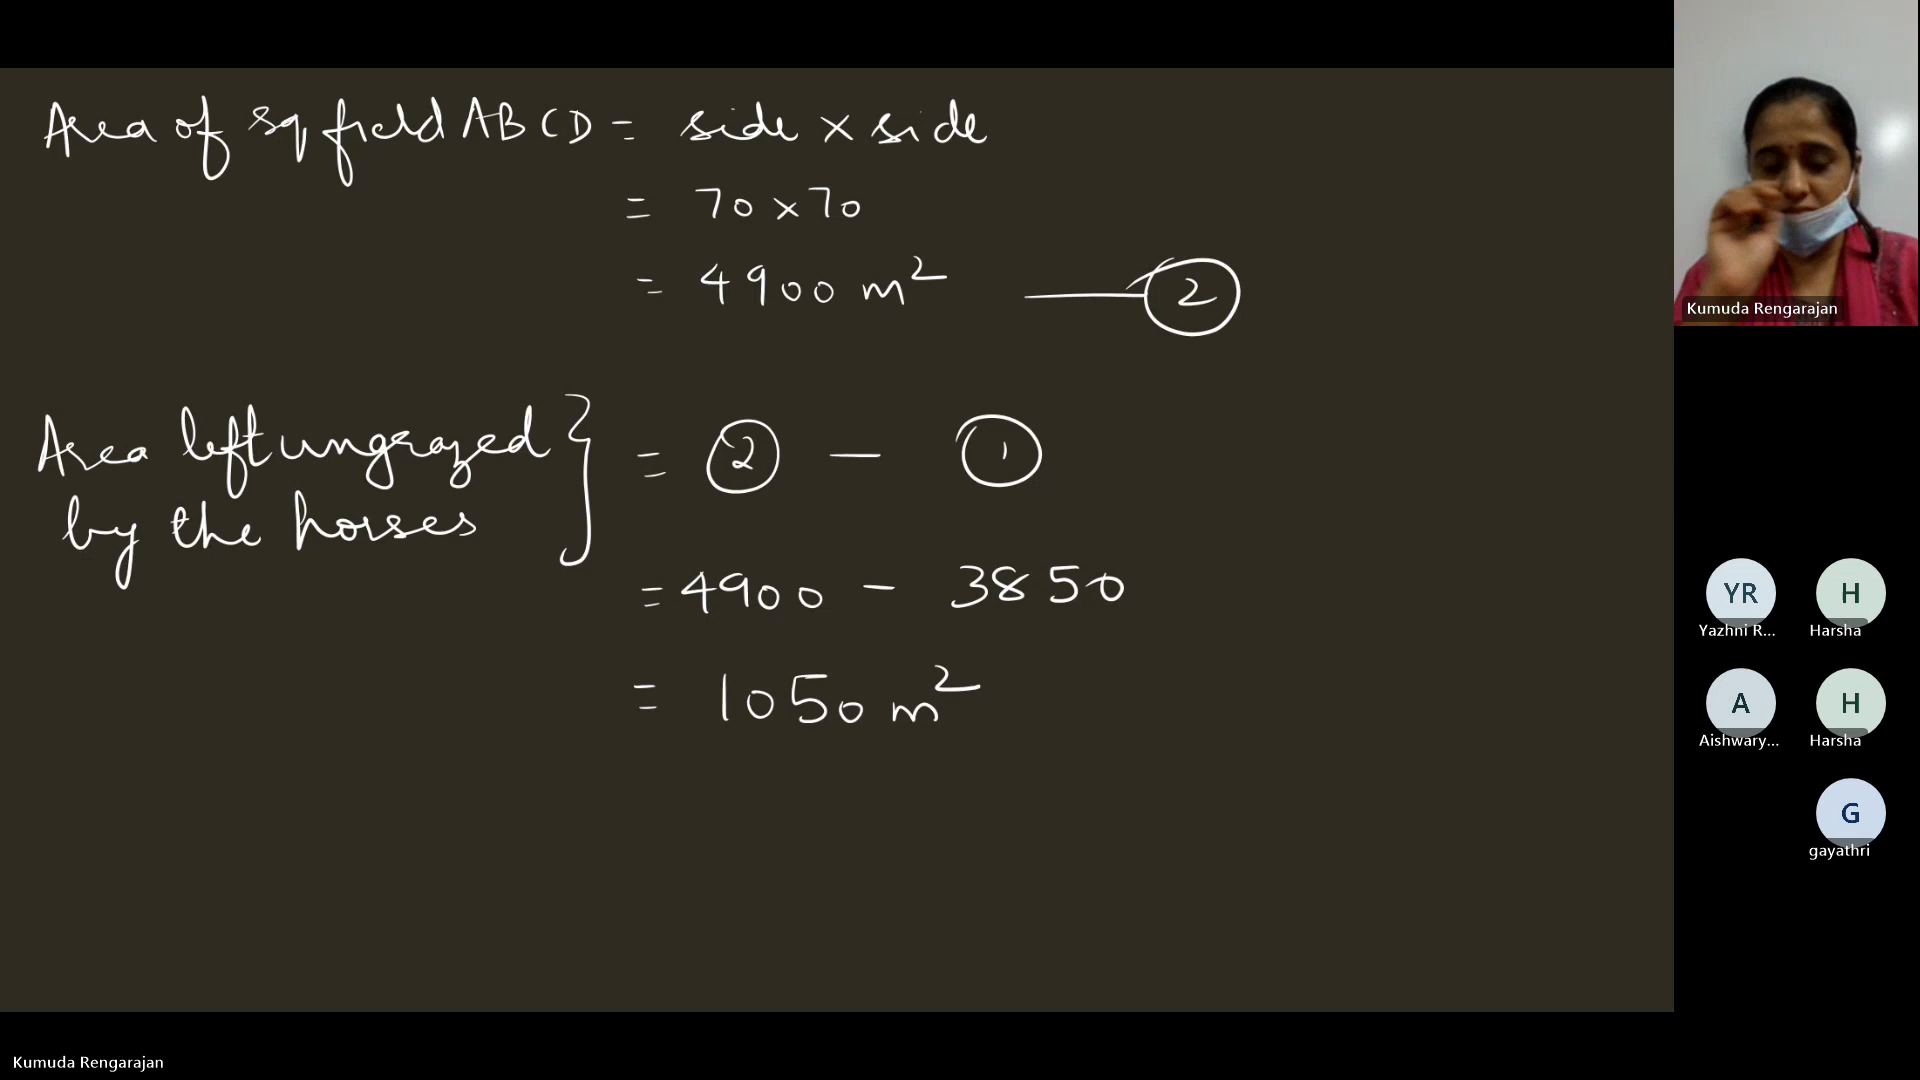 Area of sq field ABCD = side × side
= 70 × 70
= 4900 m² — ②
Area left ungrazed
by the horses } = ② – ①
= 4900 – 3850
= 1050 m²
Kumuda Rengarajan
YR
Yazhni R...
H
Harsha
A
Aishwary...
H
Harsha
G
gayathri
Kumuda Rengarajan